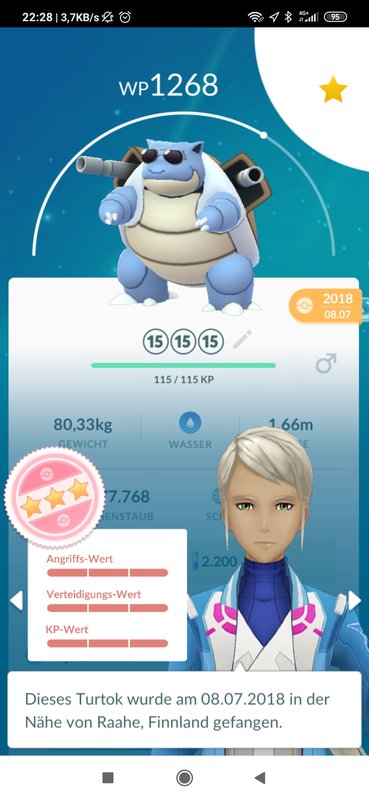 22:28 | 3,7KB/s
4G+
95
WP1268
2018
08.07
15 15 15
115 / 115 KP
80,33kg
1,66m
GEWICHT
WASSER
7.768
2.200
Angriffs-Wert
Verteidigungs-Wert
KP-Wert
Dieses Turtok wurde am 08.07.2018 in der
Nähe von Raahe, Finnland gefangen.